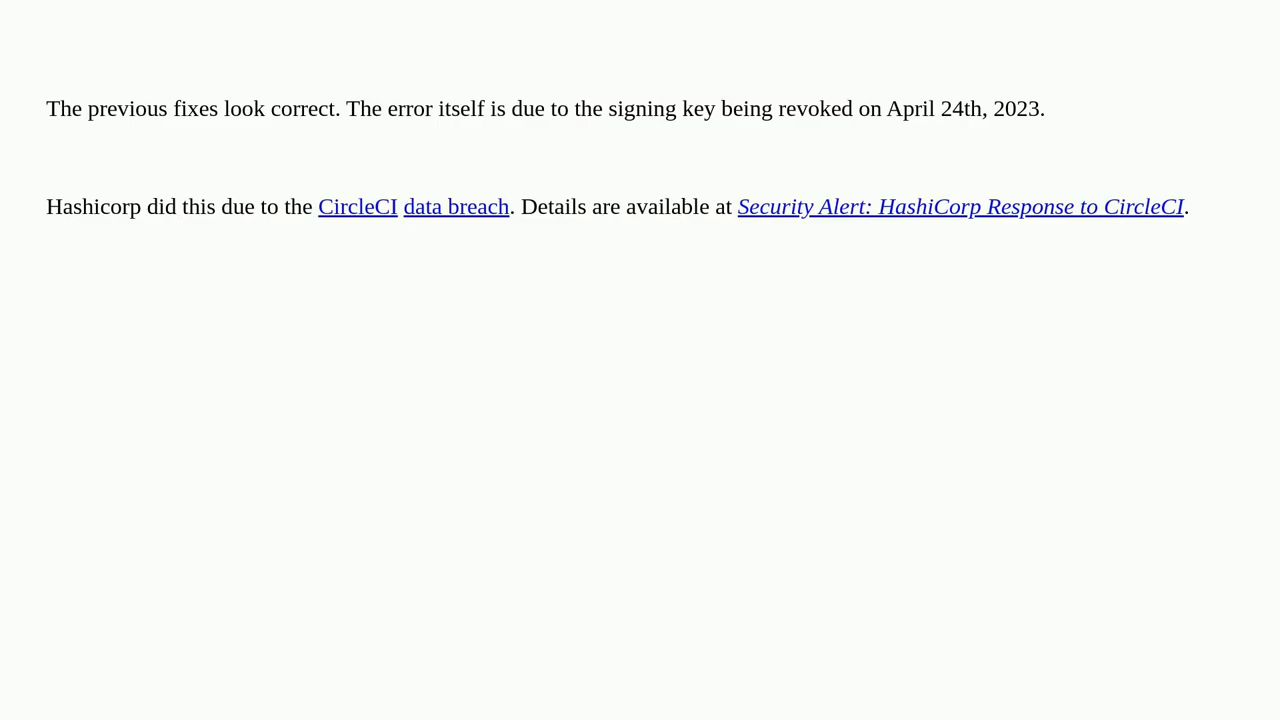 The previous fixes look correct. The error itself is due to the signing key being revoked on April 24th, 2023.
Hashicorp did this due to the CircleCI data breach. Details are available at Security Alert: HashiCorp Response to CircleCI.